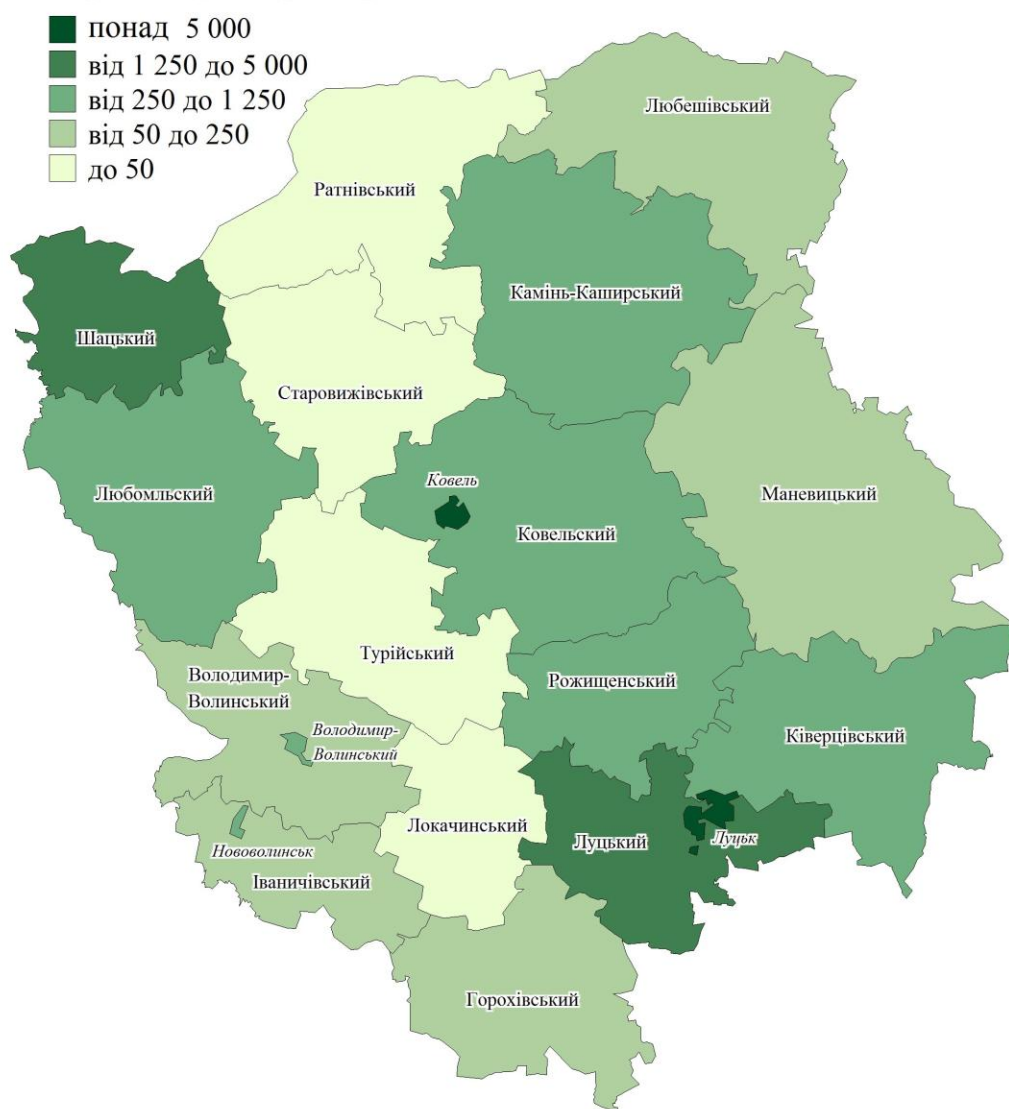 понад 5 000
від 1 250 до 5 000
від 250 до 1 250
від 50 до 250
до 50
Любешівський
Ратнівський
Камінь-Каширський
Шацький
Старовижівський
Ковель
Любомльский
Маневицький
Ковельский
Турійський
Володимир-
Волинський
Рожищенський
Володимир-
Волинський
Ківерцівський
Локачинський
Луцький
Луцьк
Нововолинськ
Іваничівський
Горохівський